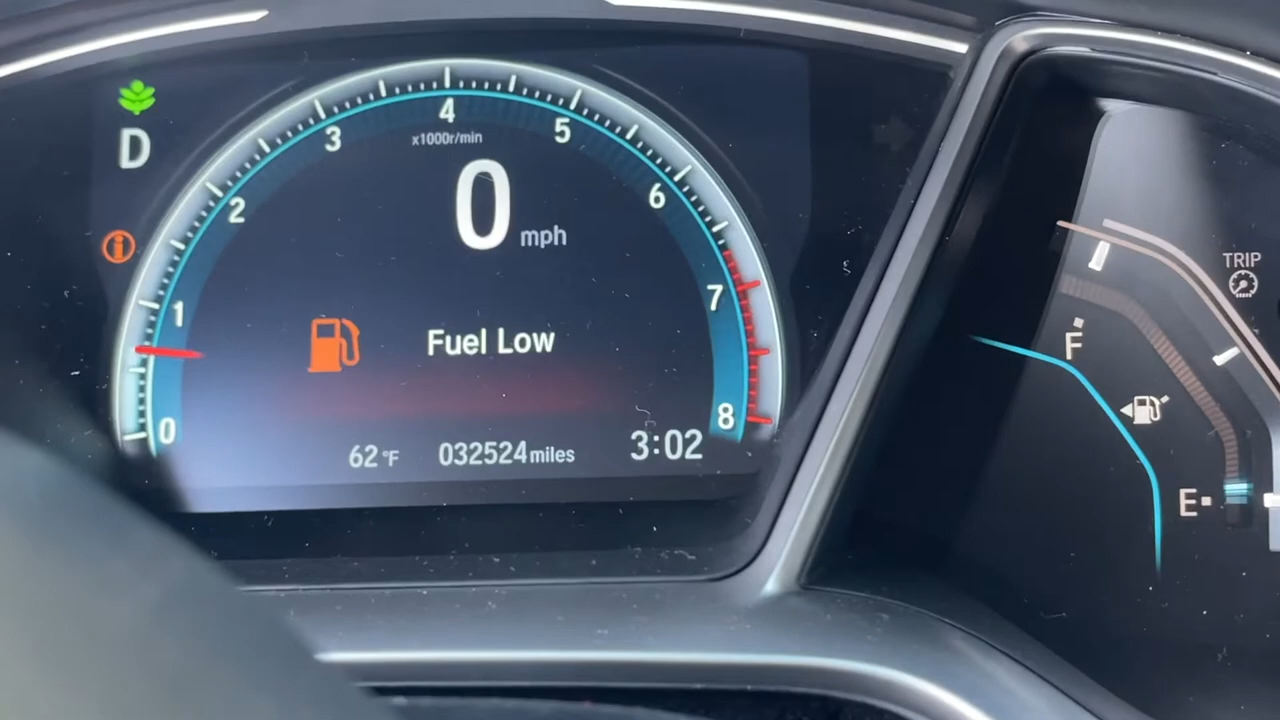 D
0
1
2
3
4
5
6
7
8
x1000r/min
0 mph
Fuel Low
62°F 032524 miles 3:02
TRIP
F
E